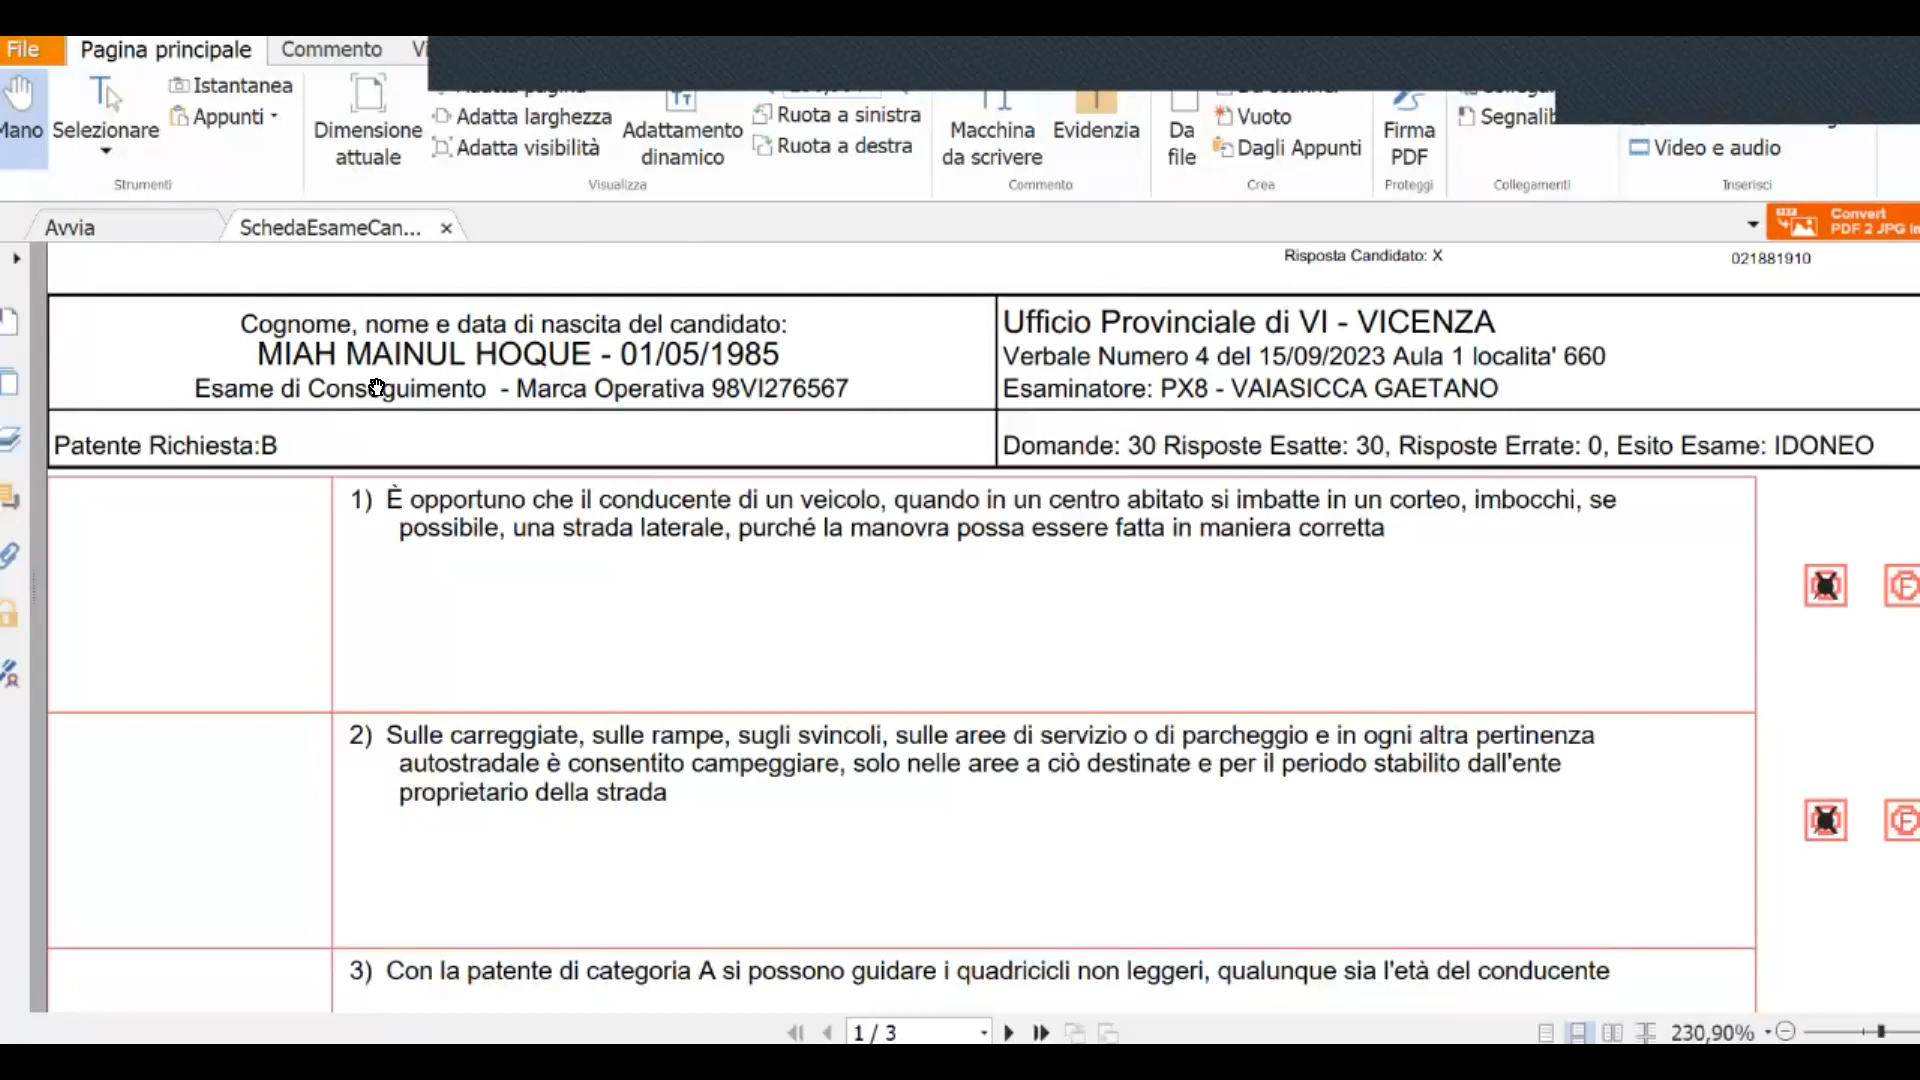 File Pagina principale Commento
Mano Selezionare Istantanea Appunti
Strumenti
Dimensione attuale
Adatta larghezza
Adatta visibilità
Adattamento dinamico
Ruota a sinistra
Ruota a destra
Visualizza
Macchina da scrivere
Evidenzia
Commento
Da file
Vuoto
Dagli Appunti
Crea
Firma PDF
Proteggi
Collegamenti
Video e audio
Inserisci
Avvia SchedaEsameCan...
Convert
PDF 2 JPG
Risposta Candidato: X 021881910
Cognome, nome e data di nascita del candidato:
MIAH MAINUL HOQUE - 01/05/1985
Esame di Conseguimento - Marca Operativa 98VI276567
Ufficio Provinciale di VI - VICENZA
Verbale Numero 4 del 15/09/2023 Aula 1 localita' 660
Esaminatore: PX8 - VAIASICCA GAETANO
Patente Richiesta:B
Domande: 30 Risposte Esatte: 30, Risposte Errate: 0, Esito Esame: IDONEO
1) È opportuno che il conducente di un veicolo, quando in un centro abitato si imbatte in un corteo, imbocchi, se
possibile, una strada laterale, purché la manovra possa essere fatta in maniera corretta
F
2) Sulle carreggiate, sulle rampe, sugli svincoli, sulle aree di servizio o di parcheggio e in ogni altra pertinenza
autostradale è consentito campeggiare, solo nelle aree a ciò destinate e per il periodo stabilito dall'ente
proprietario della strada
F
3) Con la patente di categoria A si possono guidare i quadricicli non leggeri, qualunque sia l'età del conducente
1 / 3
230,90%